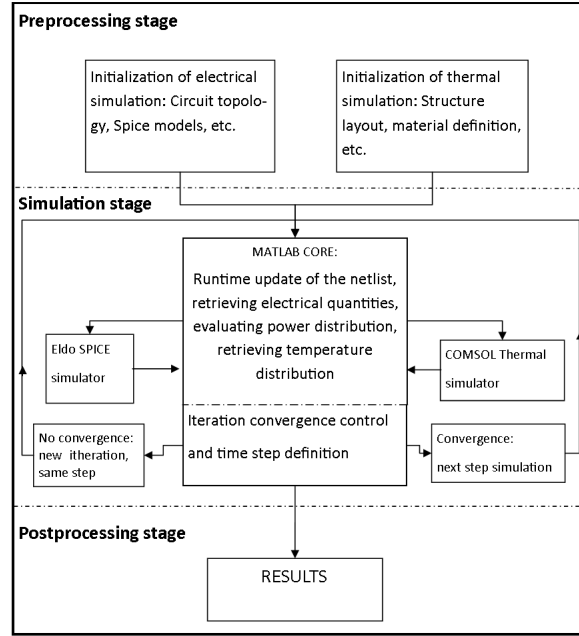 Preprocessing stage
Initialization of electrical
simulation: Circuit topolo-
gy, Spice models, etc.
Initialization of thermal
simulation: Structure
layout, material definition,
etc.
Simulation stage
MATLAB CORE:
Runtime update of the netlist,
retrieving electrical quantities,
evaluating power distribution,
retrieving temperature
distribution
Eldo SPICE
simulator
COMSOL Thermal
simulator
Iteration convergence control
and time step definition
No convergence:
new itheration,
same step
Convergence:
next step simulation
Postprocessing stage
RESULTS